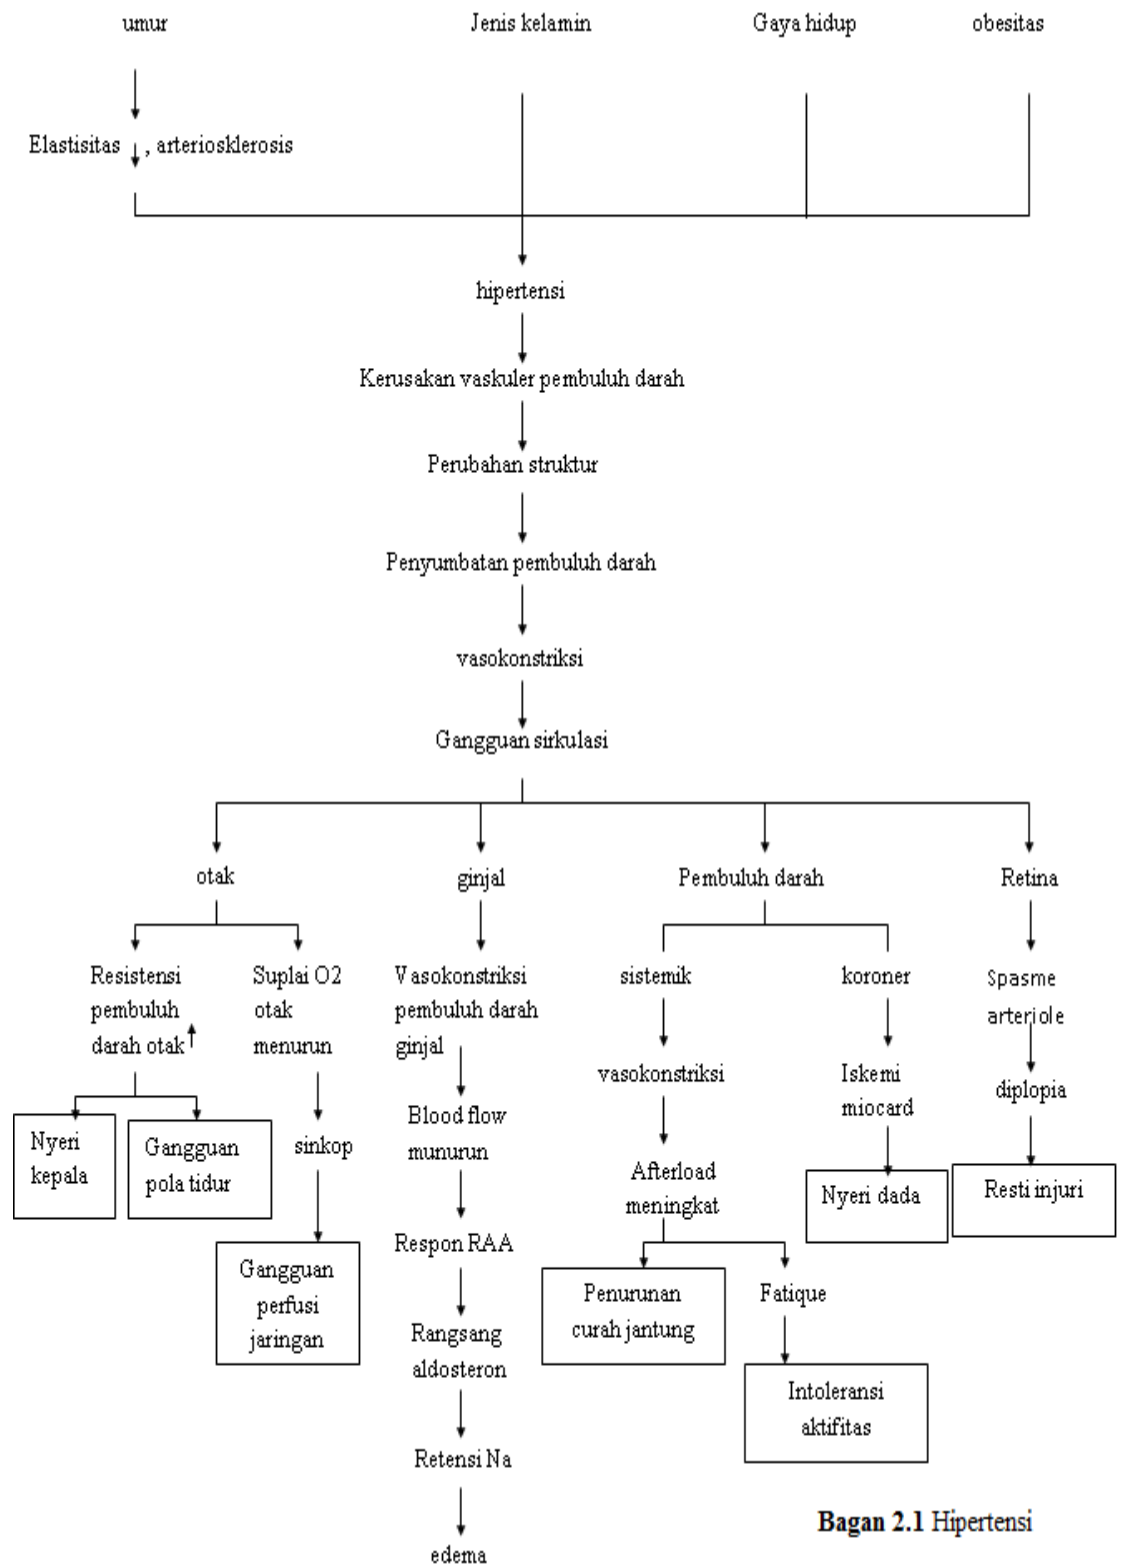 umur
Jenis kelamin
Gaya hidup
obesitas
Elastisitas ↓ , arteriosklerosis
hipertensi
Kerusakan vaskuler pembuluh darah
Perubahan struktur
Penyumbatan pembuluh darah
vasokonstriksi
Gangguan sirkulasi
otak
ginjal
Pembuluh darah
Retina
Resistensi
pembuluh
darah otak ↑
Suplai O2
otak
menurun
Vasokonstriksi
pembuluh darah
ginjal
sistemik
koroner
Spasme
arteriole
vasokonstriksi
Iskemi
miocard
diplopia
Nyeri
kepala
Gangguan
pola tidur
sinkop
Blood flow
munurun
Afterload
meningkat
Nyeri dada
Resti injuri
Gangguan
perfusi
jaringan
Respon RAA
Penurunan
curah jantung
Fatique
Rangsang
aldosteron
Intoleransi
aktifitas
Retensi Na
edema
Bagan 2.1 Hipertensi